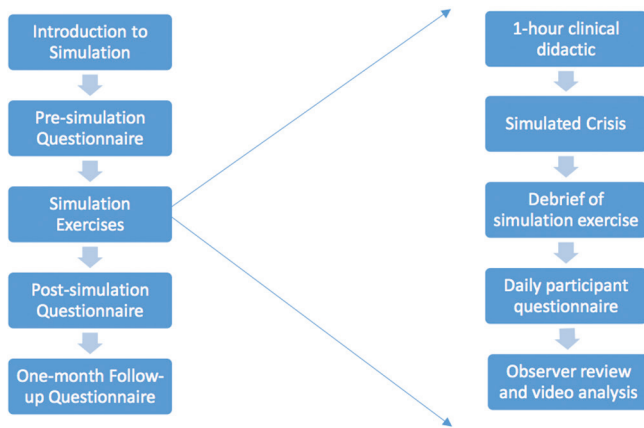 Introduction to
Simulation
Pre-simulation
Questionnaire
Simulation
Exercises
Post-simulation
Questionnaire
One-month Follow-
up Questionnaire
1-hour clinical
didactic
Simulated Crisis
Debrief of
simulation exercise
Daily participant
questionnaire
Observer review
and video analysis